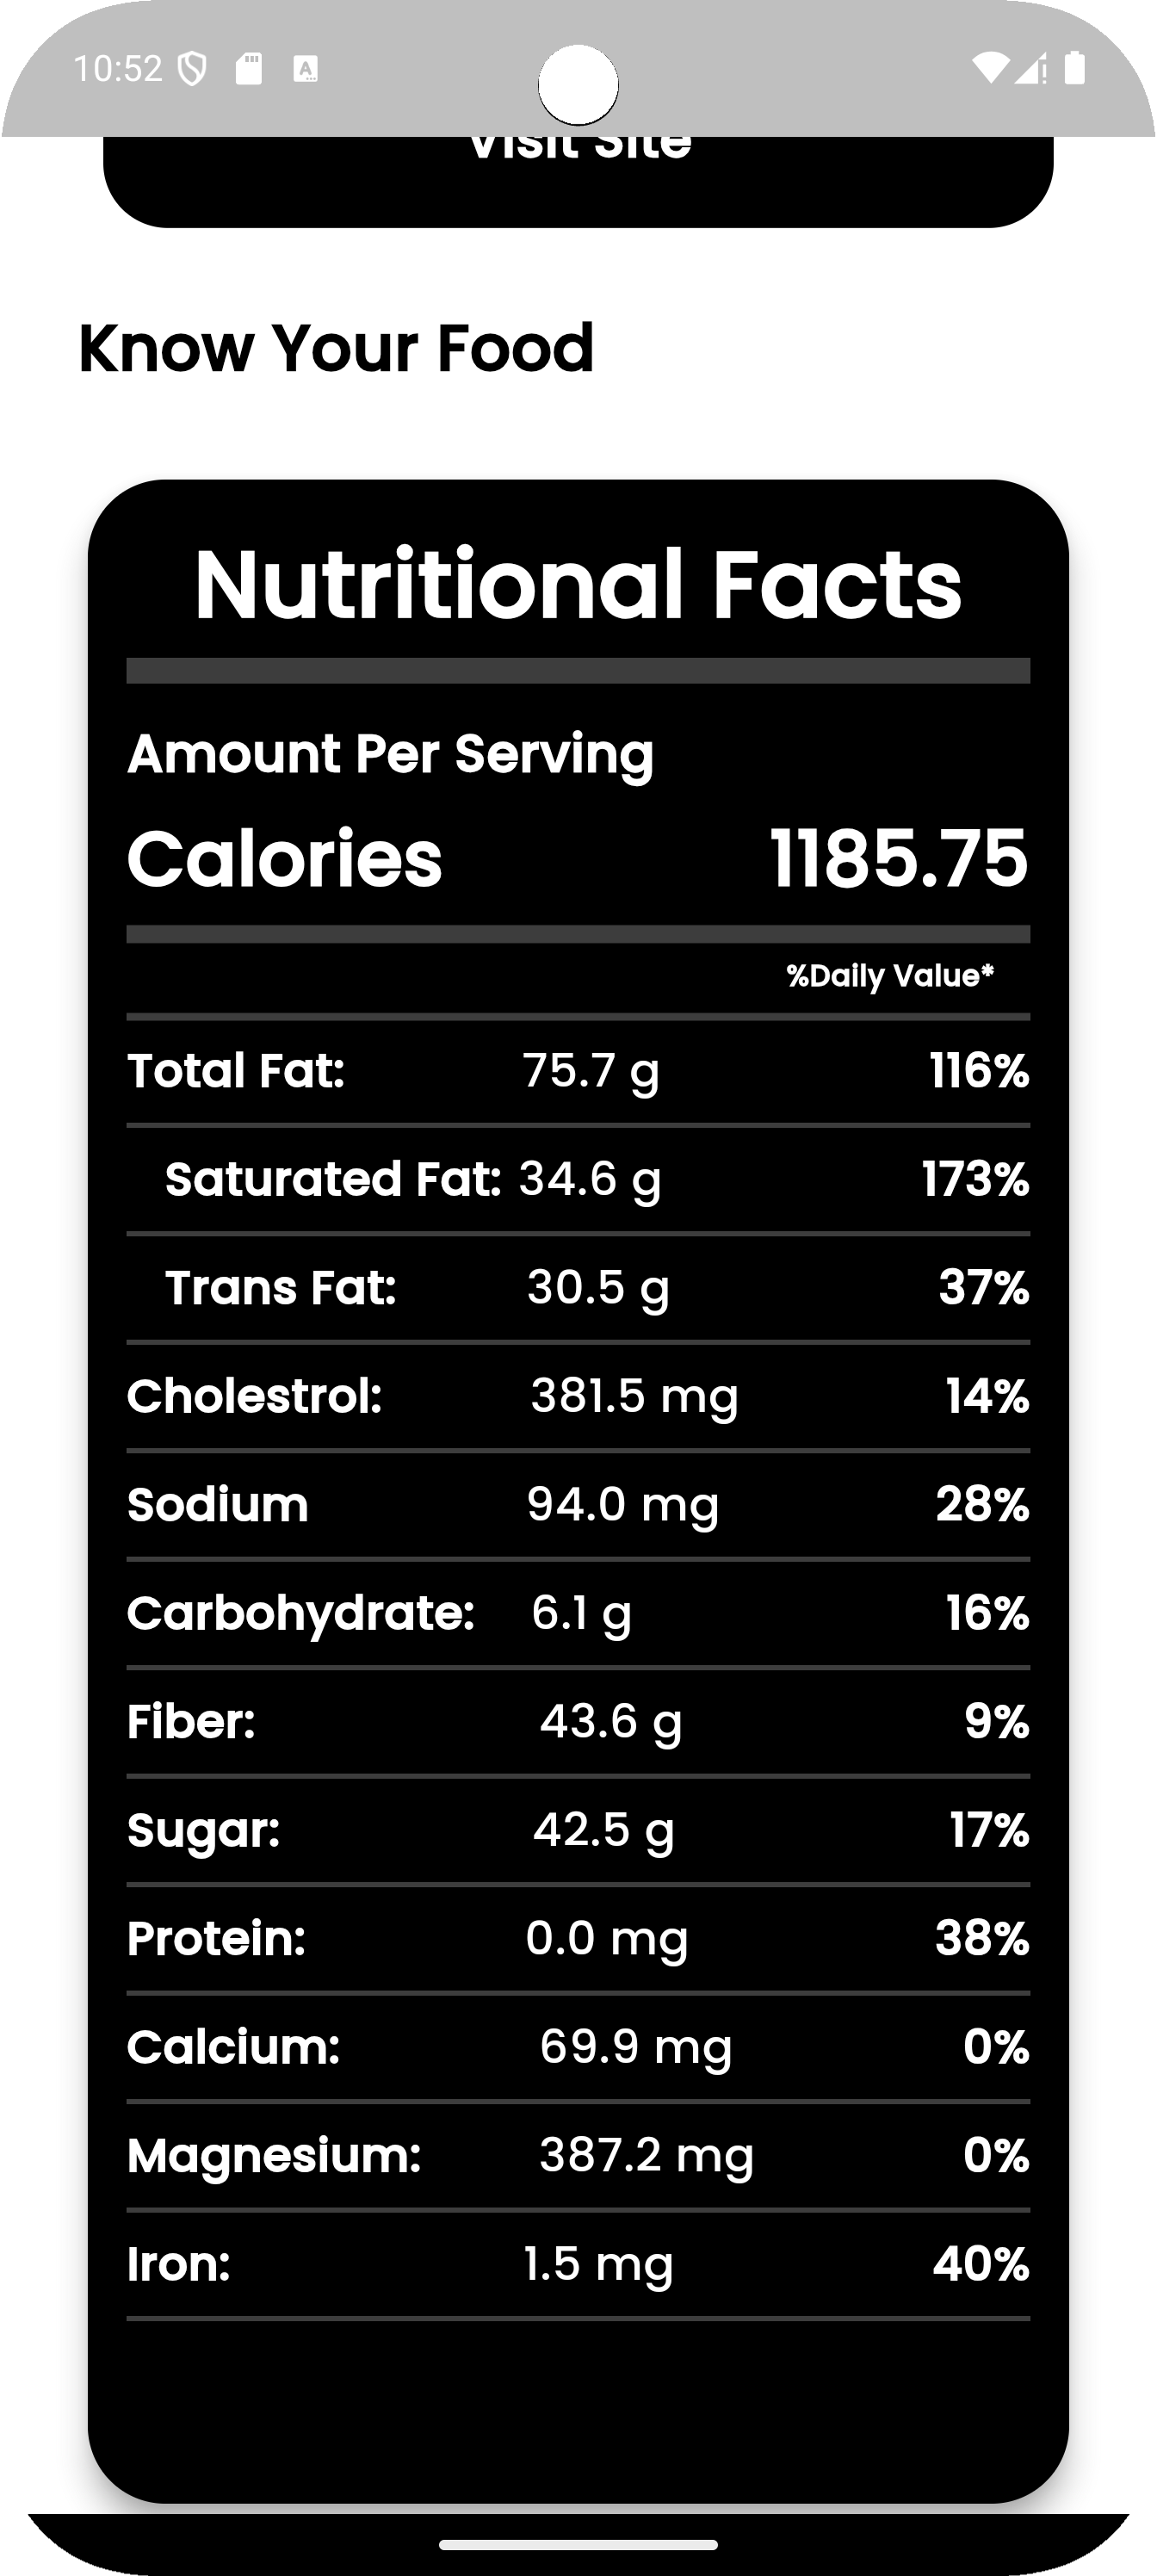 10:52
Visit Site
Know Your Food
Nutritional Facts
Amount Per Serving
Calories 1185.75
%Daily Value*
Total Fat: 75.7 g 116%
Saturated Fat: 34.6 g 173%
Trans Fat: 30.5 g 37%
Cholestrol: 381.5 mg 14%
Sodium 94.0 mg 28%
Carbohydrate: 6.1 g 16%
Fiber: 43.6 g 9%
Sugar: 42.5 g 17%
Protein: 0.0 mg 38%
Calcium: 69.9 mg 0%
Magnesium: 387.2 mg 0%
Iron: 1.5 mg 40%